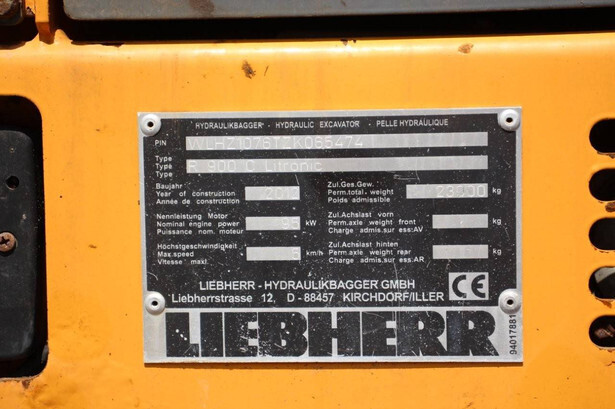 HYDRAULIKBAGGER - HYDRAULIC EXCAVATOR - PELLE HYDRAULIQUE
PIN
Type
Type R 900 C Litronic
Type
Baujahr
Year of construction 2012
Année de construction
Zul.Ges.Gew.
Perm.total. weight kg
Poids admissible
Nennleistung Motor
Nominal engine power kW
Puissance nom. moteur
Zul.Achslast vorn
Perm.axle weight front kg
Charge admis.sur ess:AV
Höchstgeschwindigkeit
Max.speed km/h
Vitesse maxi.
Zul.Achslast hinten
Perm.axle weight rear kg
Charge admis.sur ess:AR
LIEBHERR - HYDRAULIKBAGGER GMBH
Liebherrstrasse 12, D - 88457 KIRCHDORF/ILLER
CE
LIEBHERR
94017881